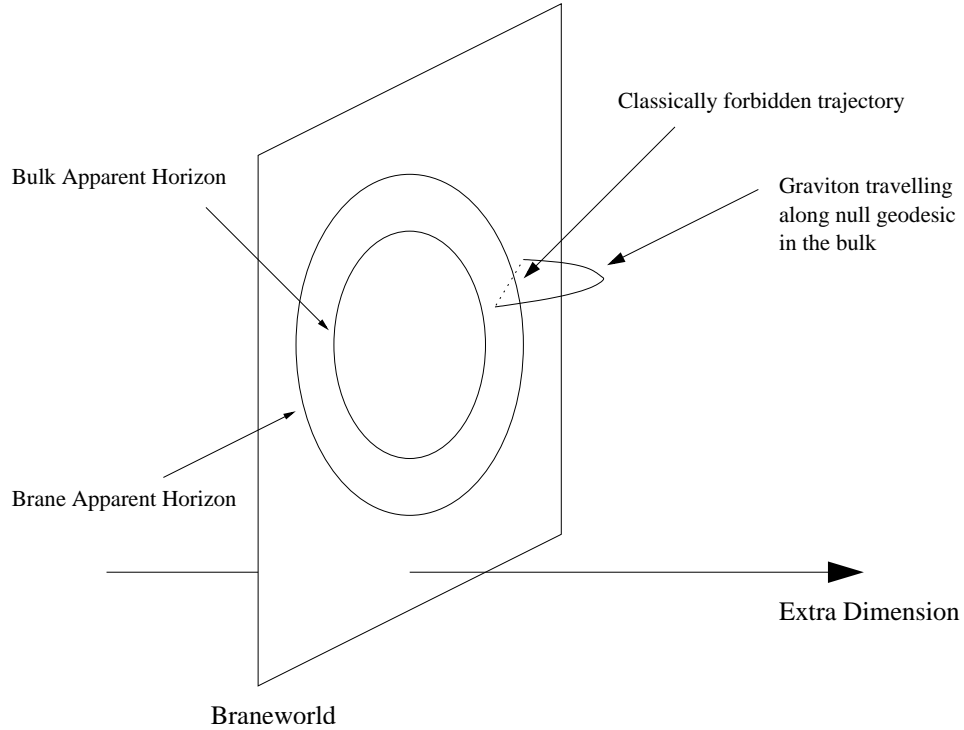 Classically forbidden trajectory
Bulk Apparent Horizon
Graviton travelling
along null geodesic
in the bulk
Brane Apparent Horizon
Extra Dimension
Braneworld